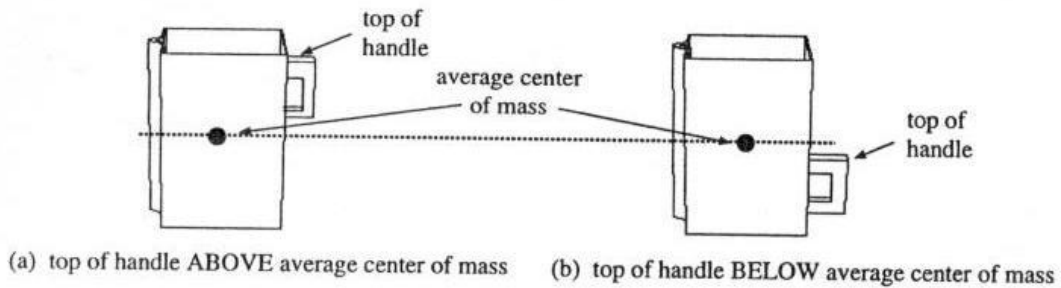 top of
handle
average center
of mass
top of
handle
(a) top of handle ABOVE average center of mass
(b) top of handle BELOW average center of mass